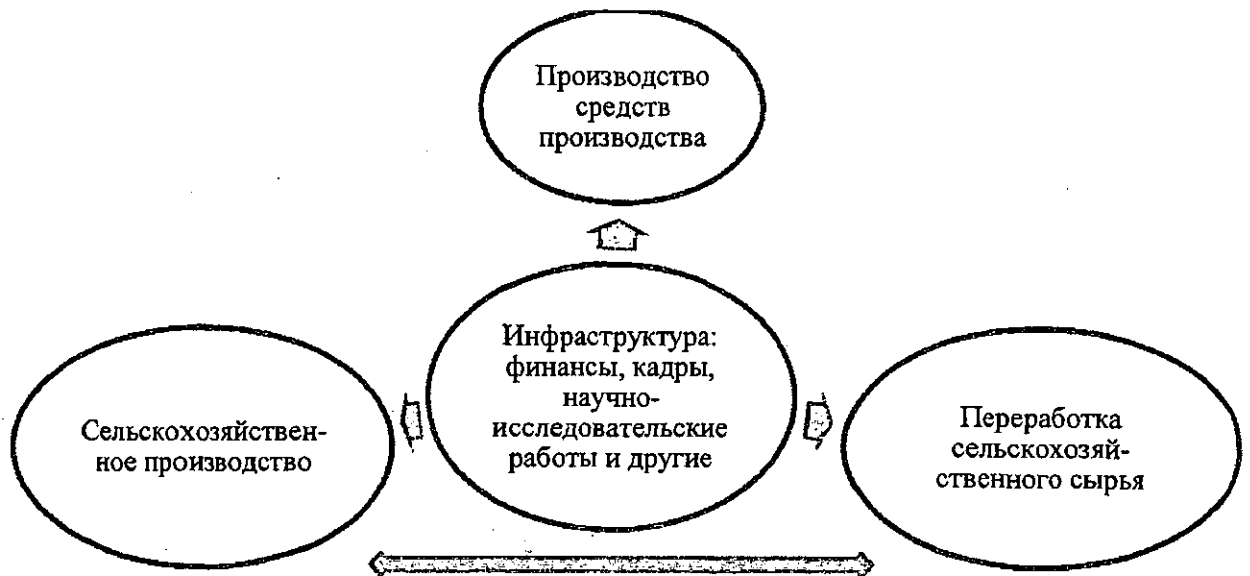 Производство
средств
производства
Инфраструктура:
финансы, кадры,
научно-
исследовательские
работы и другие
Сельскохозяйствен-
ное производство
Переработка
сельскохозяй-
ственного сырья